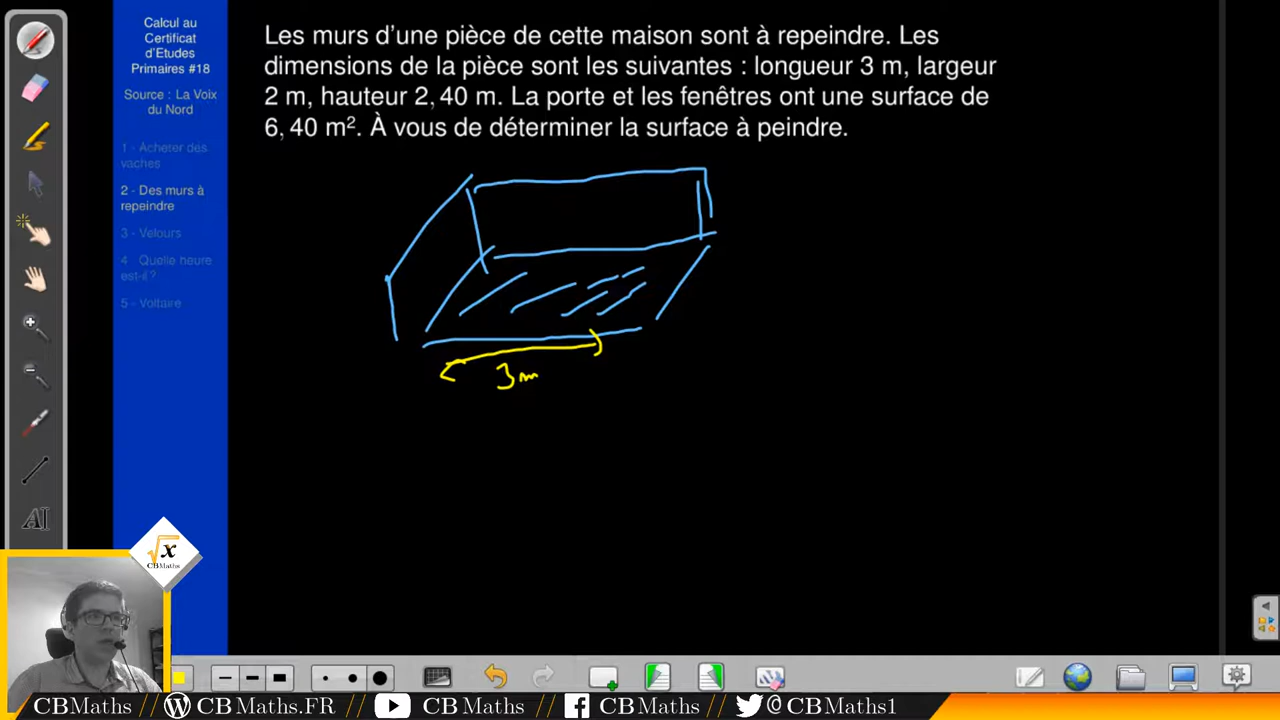 Calcul au
Certificat
d'Etudes
Primaires #18
Source : La Voix
du Nord
1 - Acheter des
vaches
2 - Des murs à
repeindre
3 - Velours
4 Quelle heure
est-il?
5 - Voltaire
Les murs d'une pièce de cette maison sont à repeindre. Les
dimensions de la pièce sont les suivantes : longueur 3 m, largeur
2 m, hauteur 2, 40 m. La porte et les fenêtres ont une surface de
6, 40 m². À vous de déterminer la surface à peindre.
3m
AI
√x
CBMaths
CBMaths
CBMaths.FR
CBMaths
CBMaths
@CBMaths1